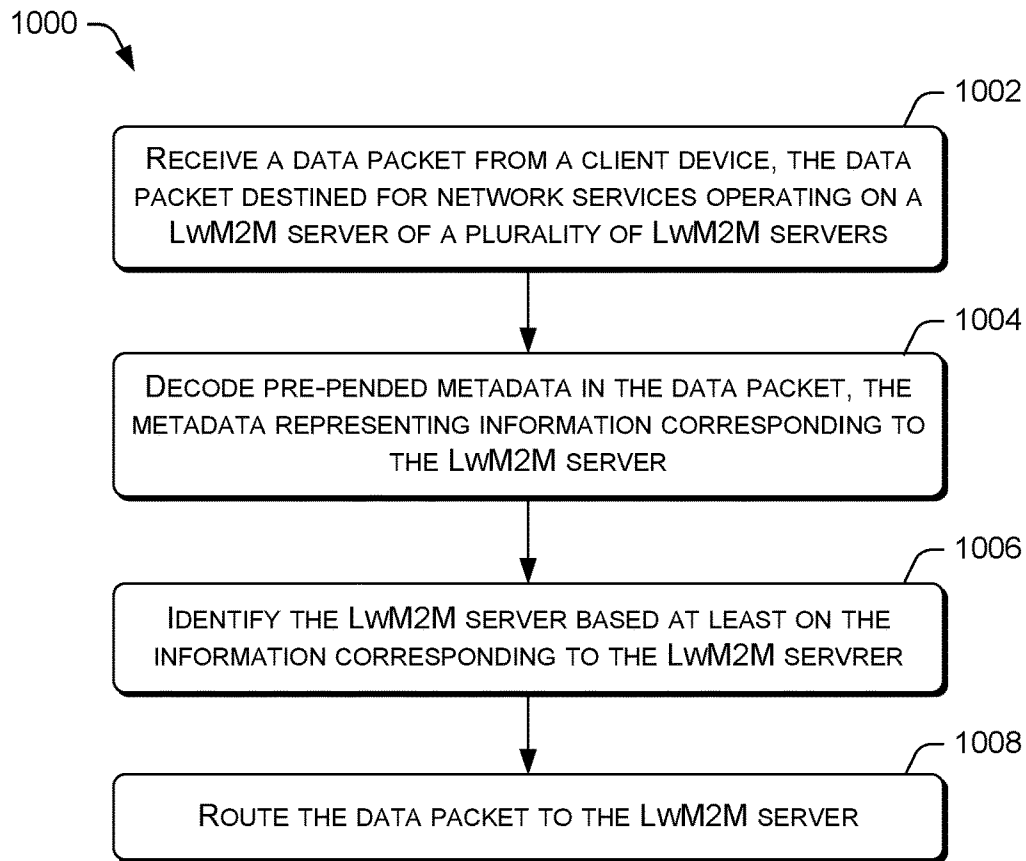 1000
1002
RECEIVE A DATA PACKET FROM A CLIENT DEVICE, THE DATA
PACKET DESTINED FOR NETWORK SERVICES OPERATING ON A
LWM2M SERVER OF A PLURALITY OF LWM2M SERVERS
1004
DECODE PRE-PENDED METADATA IN THE DATA PACKET, THE
METADATA REPRESENTING INFORMATION CORRESPONDING TO
THE LWM2M SERVER
1006
IDENTIFY THE LWM2M SERVER BASED AT LEAST ON THE
INFORMATION CORRESPONDING TO THE LWM2M SERVRER
1008
ROUTE THE DATA PACKET TO THE LWM2M SERVER